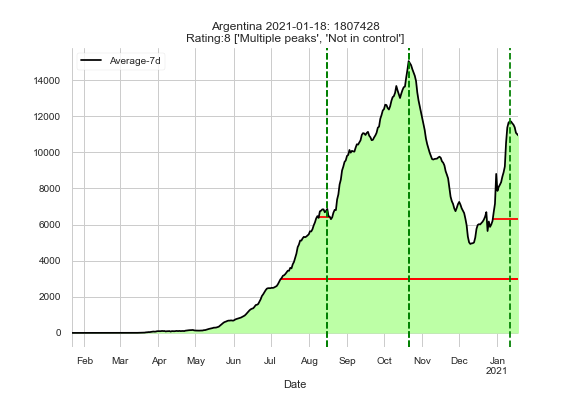 Argentina 2021-01-18: 1807428
Rating:8 ['Multiple peaks', 'Not in control']
Average-7d
14000
12000
10000
8000
6000
4000
2000
0
Feb Mar Apr May Jun Jul Aug Sep Oct Nov Dec Jan
2021
Date